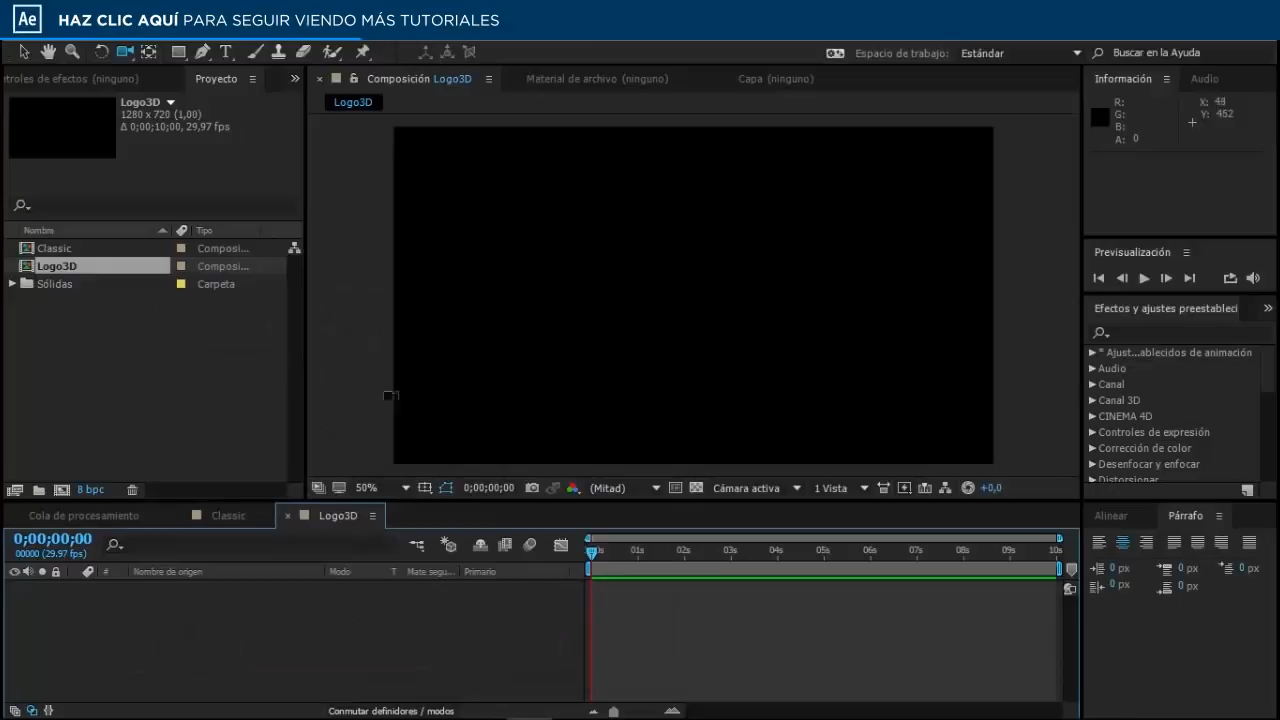 Ae HAZ CLIC AQUÍ PARA SEGUIR VIENDO MÁS TUTORIALES
Espacio de trabajo: Estándar Buscar en la Ayuda
troles de efectos (ninguno) Proyecto
Composición Logo3D Material de archivo (ninguno) Capa (ninguno)
Información Audio
Logo3D
1280 x 720 (1,00)
Δ 0;00;10;00, 29,97 fps
Logo3D
R:
G:
B:
A: 0
X: 48
Y: 452
Nombre Tipo
Classic Composi...
Logo3D Composi...
Sólidas Carpeta
Previsualización
Efectos y ajustes preestableci
* Ajust...ablecidos de animación
Audio
Canal
Canal 3D
CINEMA 4D
Controles de expresión
Corrección de color
Desenfocar y enfocar
Distorsionar
8 bpc
50% 0;00;00;00 (Mitad) Cámara activa 1 Vista +0,0
Cola de procesamiento Classic Logo3D
Alinear Párrafo
0;00;00;00
00000 (29.97 fps)
01s 02s 03s 04s 05s 06s 07s 08s 09s 10s
# Nombre de origen Modo T Mate segu... Primario
0 px 0 px 0 px
0 px 0 px
Conmutar definidores / modos